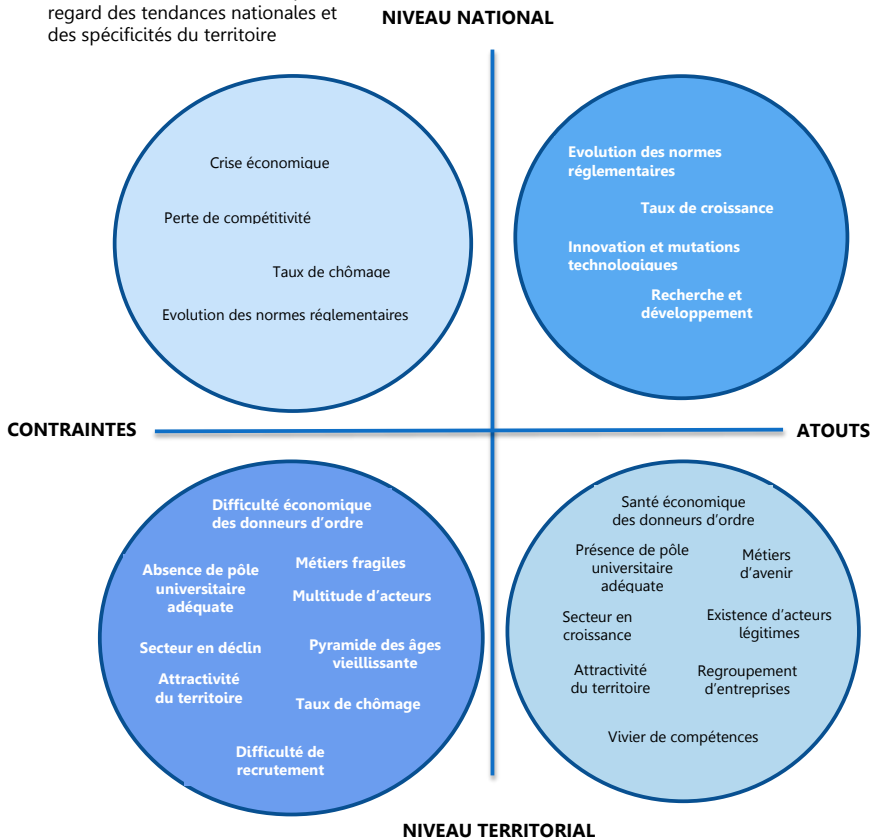 regard des tendances nationales et
des spécificités du territoire
NIVEAU NATIONAL
Crise économique
Perte de compétitivité
Taux de chômage
Evolution des normes réglementaires
Evolution des normes
réglementaires
Taux de croissance
Innovation et mutations
technologiques
Recherche et
développement
CONTRAINTES
ATOUTS
Difficulté économique
des donneurs d'ordre
Absence de pôle
universitaire
adéquate
Métiers fragiles
Multitude d'acteurs
Secteur en déclin
Pyramide des âges
vieillissante
Attractivité
du territoire
Taux de chômage
Difficulté de
recrutement
Santé économique
des donneurs d'ordre
Présence de pôle
universitaire
adéquate
Métiers
d'avenir
Secteur en
croissance
Existence d'acteurs
légitimes
Attractivité
du territoire
Regroupement
d'entreprises
Vivier de compétences
NIVEAU TERRITORIAL